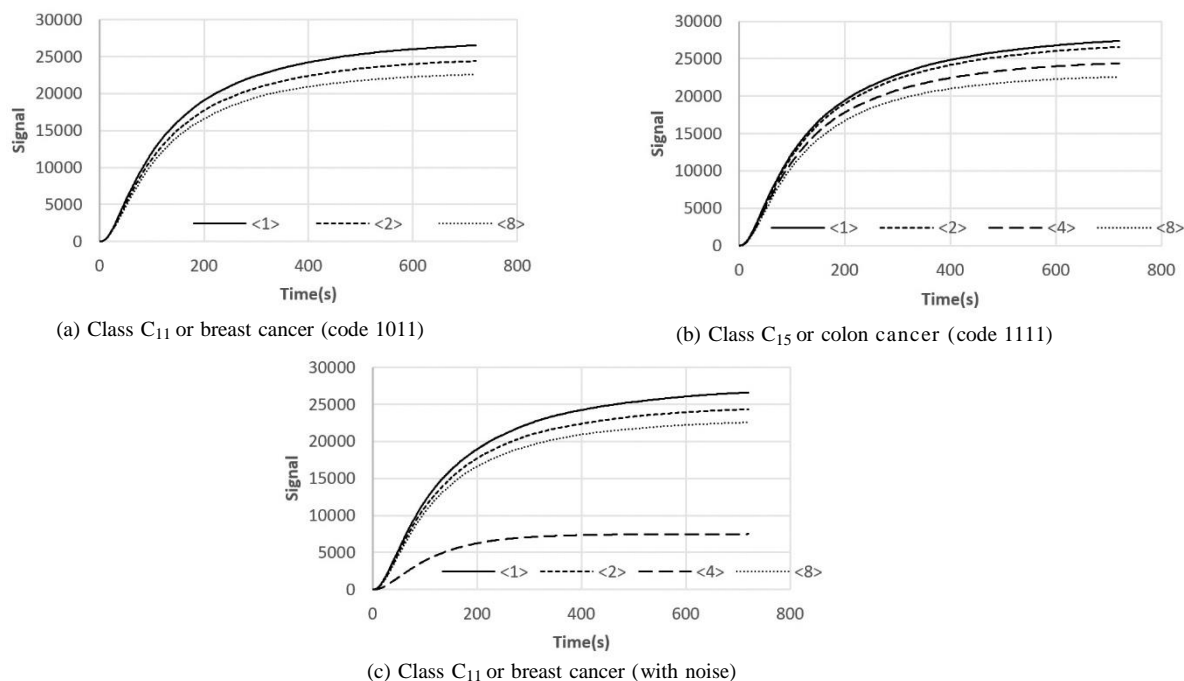 30000
25000
20000
15000
10000
5000
0
Signal
<1> <2> <8>
0 200 400 600 800
Time(s)
(a) Class C11 or breast cancer (code 1011)
30000
25000
20000
15000
10000
5000
0
Signal
<1> <2> <4> <8>
0 200 400 600 800
Time(s)
(b) Class C15 or colon cancer (code 1111)
30000
25000
20000
15000
10000
5000
0
Signal
<1> <2> <4> <8>
0 200 400 600 800
Time(s)
(c) Class C11 or breast cancer (with noise)